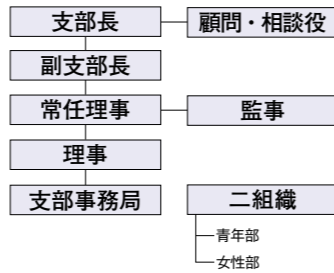 支部長
顧問・相談役
副支部長
常任理事
監事
理事
支部事務局
二組織
青年部
女性部